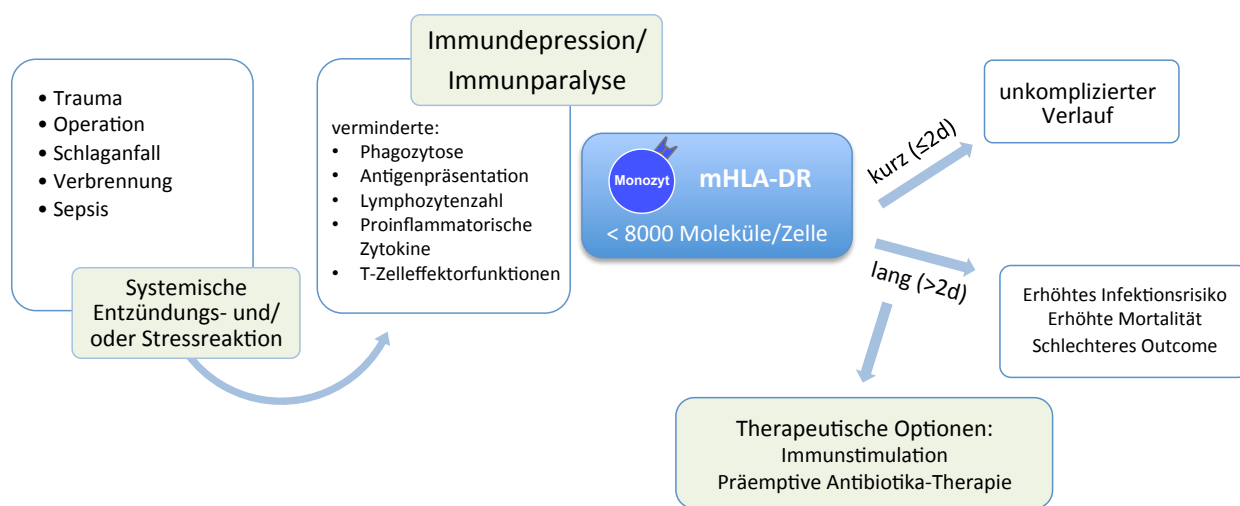 • Trauma
• Operation
• Schlaganfall
• Verbrennung
• Sepsis
Systemische
Entzündungs- und/
oder Stressreaktion
Immundepression/
Immunparalyse
verminderte:
• Phagozytose
• Antigenpräsentation
• Lymphozytenzahl
• Proinflammatorische
Zytokine
• T-Zelleffektorfunktionen
Monozyt
mHLA-DR
< 8000 Moleküle/Zelle
kurz (≤2d)
unkomplizierter
Verlauf
lang (>2d)
Erhöhtes Infektionsrisiko
Erhöhte Mortalität
Schlechteres Outcome
Therapeutische Optionen:
Immunstimulation
Präemptive Antibiotika-Therapie